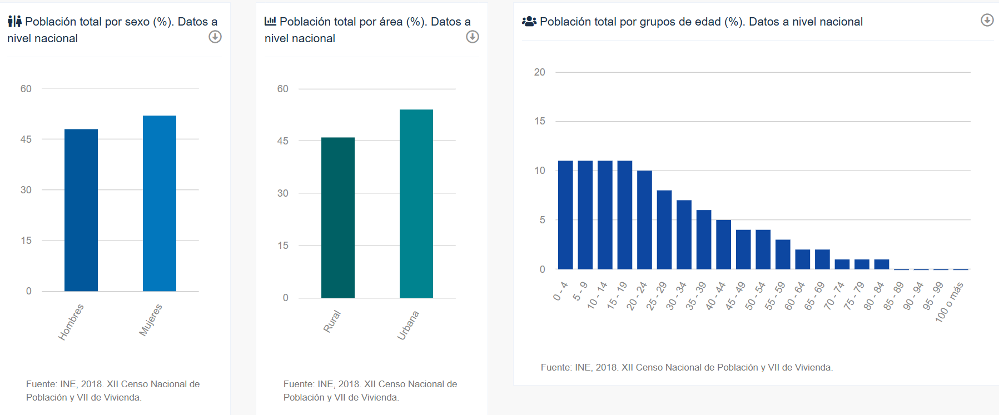 Población total por sexo (%). Datos a
nivel nacional
60
45
30
15
0
Hombres
Mujeres
Fuente: INE, 2018. XII Censo Nacional de
Población y VII de Vivienda.
Población total por área (%). Datos a
nivel nacional
60
45
30
15
0
Rural
Urbana
Fuente: INE, 2018. XII Censo Nacional de
Población y VII de Vivienda.
Población total por grupos de edad (%). Datos a nivel nacional
20
15
10
5
0
0 - 4
5 - 9
10 - 14
15 - 19
20 - 24
25 - 29
30 - 34
35 - 39
40 - 44
45 - 49
50 - 54
55 - 59
60 - 64
65 - 69
70 - 74
75 - 79
80 - 84
85 - 89
90 - 94
95 - 99
100 o más
Fuente: INE, 2018. XII Censo Nacional de Población y VII de Vivienda.